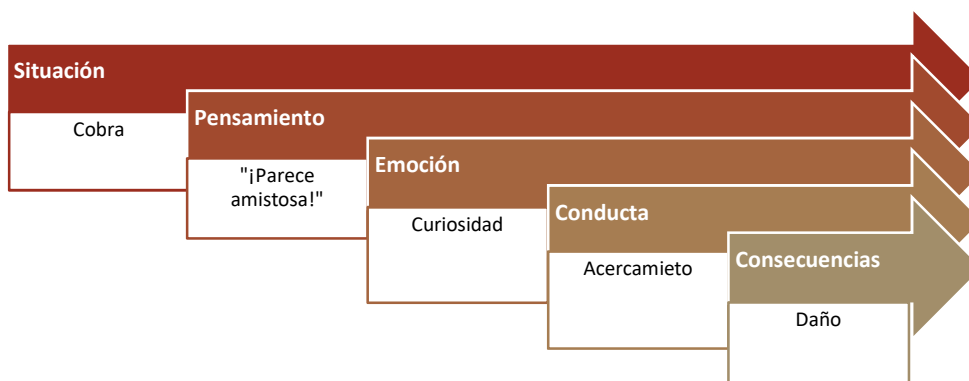 Situación
Cobra
Pensamiento
"¡Parece
amistosa!"
Emoción
Curiosidad
Conducta
Acercamieto
Consecuencias
Daño